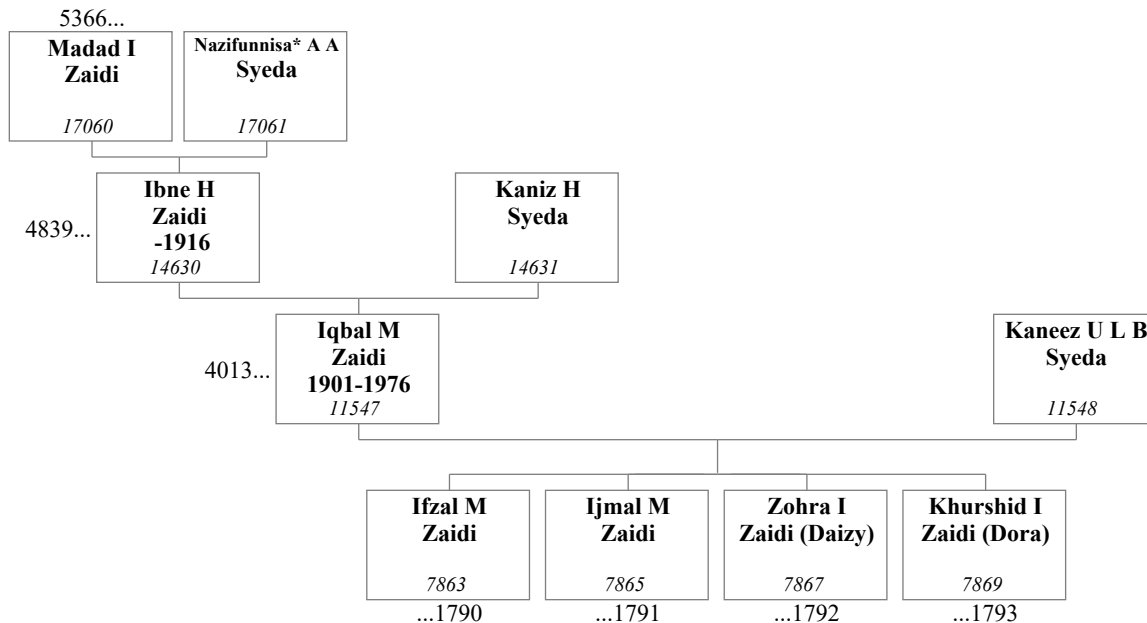 5366...
Madad I
Zaidi
17060
Nazifunnisa* A A
Syeda
17061
4839...
Ibne H
Zaidi
-1916
14630
Kaniz H
Syeda
14631
4013...
Iqbal M
Zaidi
1901-1976
11547
Kaneez U L B
Syeda
11548
Ifzal M
Zaidi
7863
...1790
Ijmal M
Zaidi
7865
...1791
Zohra I
Zaidi (Daizy)
7867
...1792
Khurshid I
Zaidi (Dora)
7869
...1793